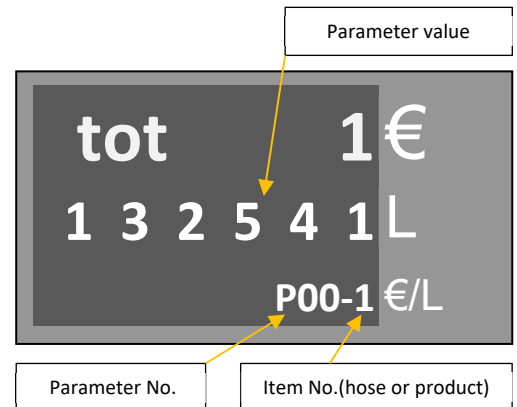 Parameter value
tot 1 €
1 3 2 5 4 1 L
P00-1 €/L
Parameter No.
Item No.(hose or product)